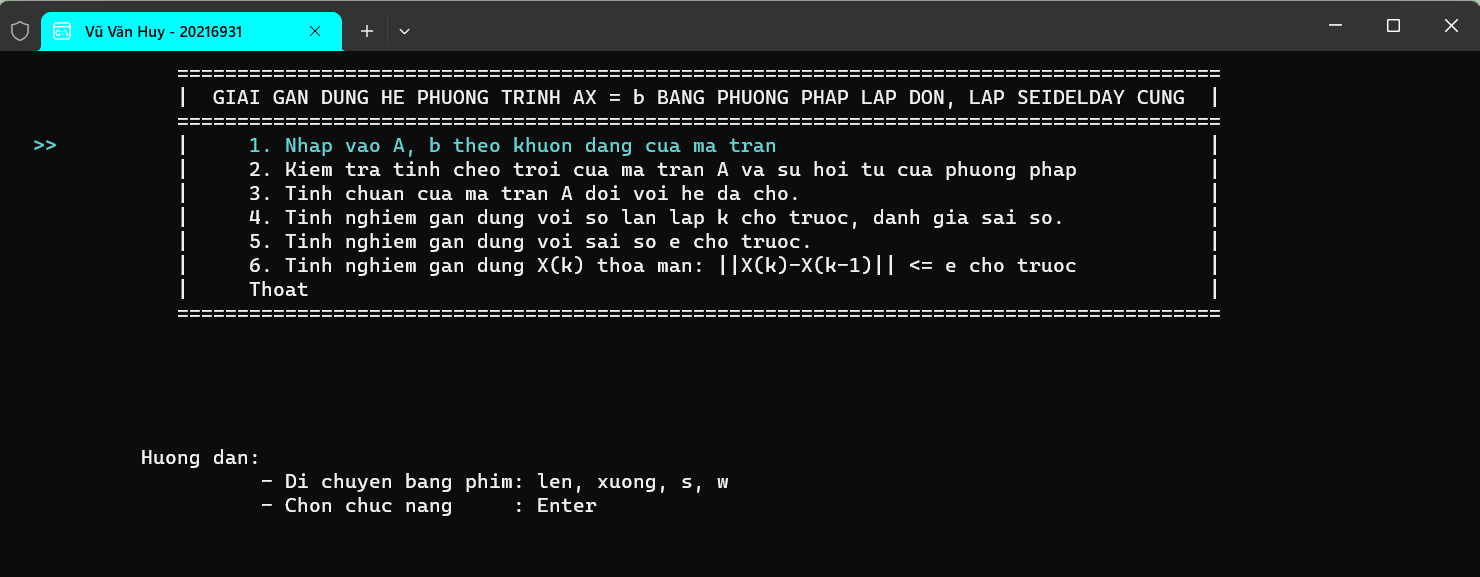 Vũ Văn Huy - 20216931
=======================================================================================
|  GIAI GAN DUNG HE PHUONG TRINH AX = b BANG PHUONG PHAP LAP DON, LAP SEIDELDAY CUNG  |
=======================================================================================
>> |     1. Nhap vao A, b theo khuon dang cua ma tran |
|     2. Kiem tra tinh cheo troi cua ma tran A va su hoi tu cua phuong phap |
|     3. Tinh chuan cua ma tran A doi voi he da cho. |
|     4. Tinh nghiem gan dung voi so lan lap k cho truoc, danh gia sai so. |
|     5. Tinh nghiem gan dung voi sai so e cho truoc. |
|     6. Tinh nghiem gan dung X(k) thoa man: ||X(k)-X(k-1)|| <= e cho truoc |
|     Thoat |
=======================================================================================
Huong dan:
- Di chuyen bang phim: len, xuong, s, w
- Chon chuc nang     : Enter